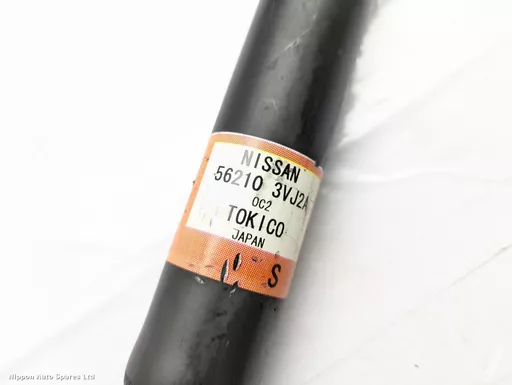 NISSAN
56210 3VJ2A
0C2
TOKICO
JAPAN
S
Nippon Auto Spares Ltd